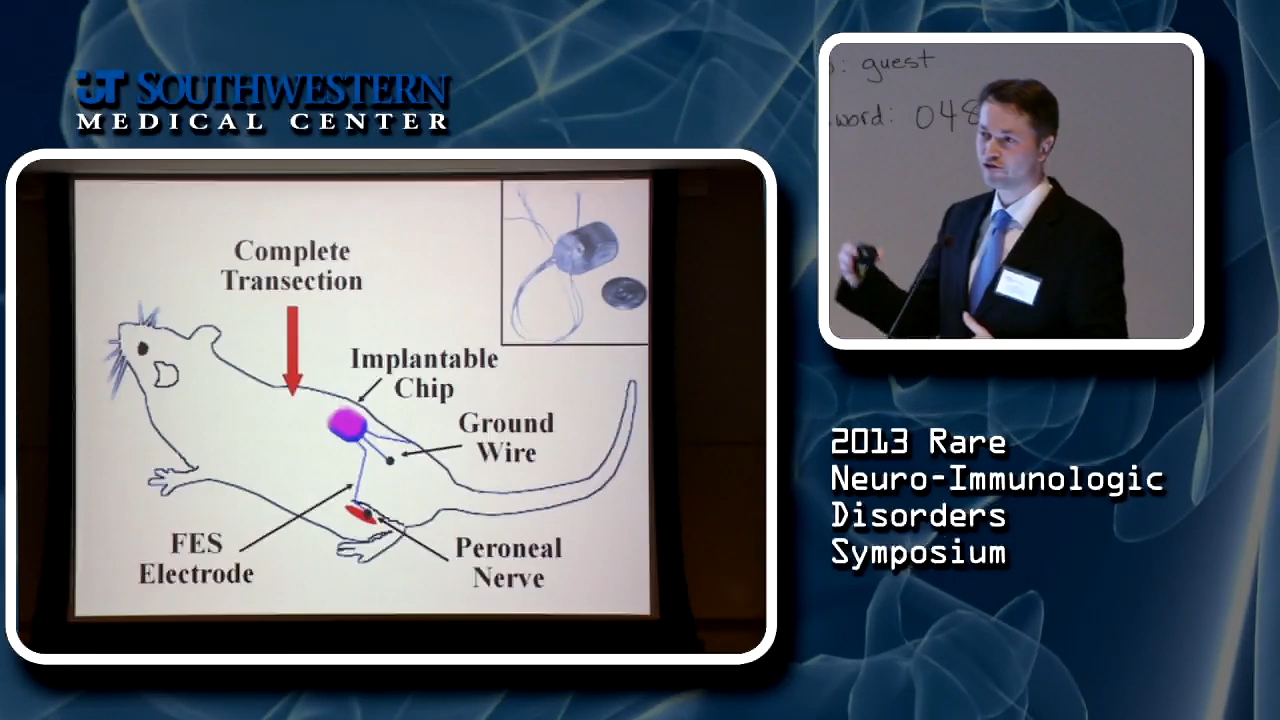 UT SOUTHWESTERN
MEDICAL CENTER
Complete
Transection
Implantable
Chip
Ground
Wire
FES
Electrode
Peroneal
Nerve
: guest
word: 048
2013 Rare
Neuro-Immunologic
Disorders
Symposium